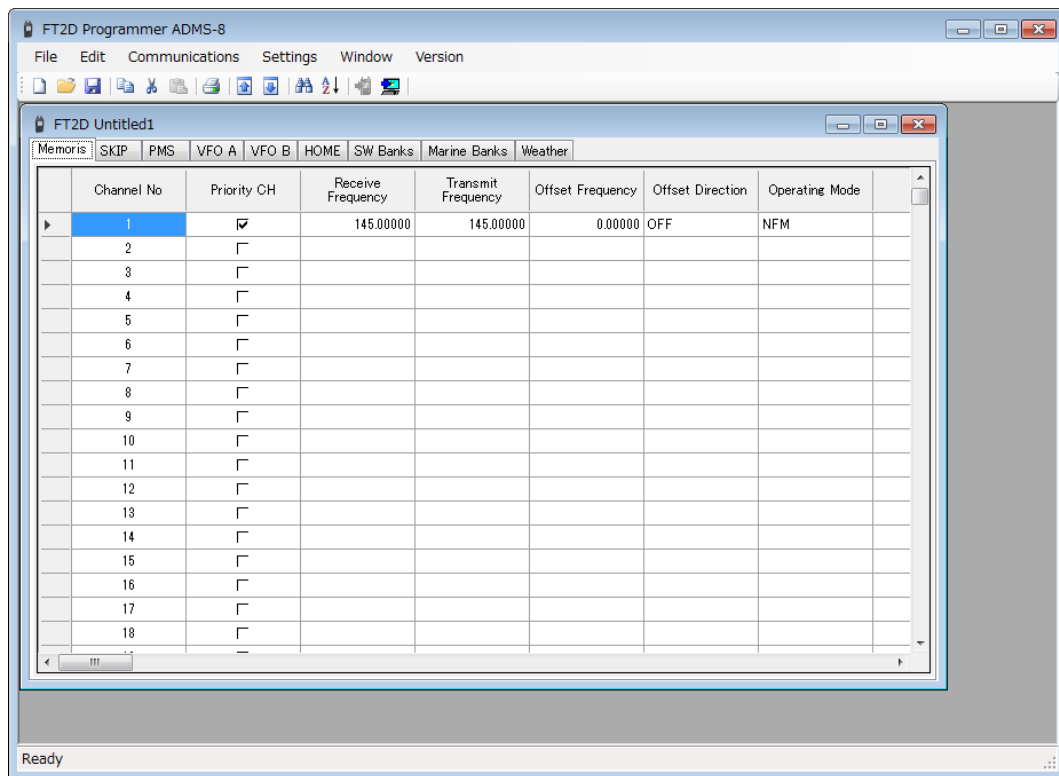 FT2D Programmer ADMS-8
File Edit Communications Settings Window Version
FT2D Untitled1
Memoris SKIP PMS VFO A VFO B HOME SW Banks Marine Banks Weather
Channel No Priority CH Receive Frequency Transmit Frequency Offset Frequency Offset Direction Operating Mode
1 145.00000 145.00000 0.00000 OFF NFM
2
3
4
5
6
7
8
9
10
11
12
13
14
15
16
17
18
Ready